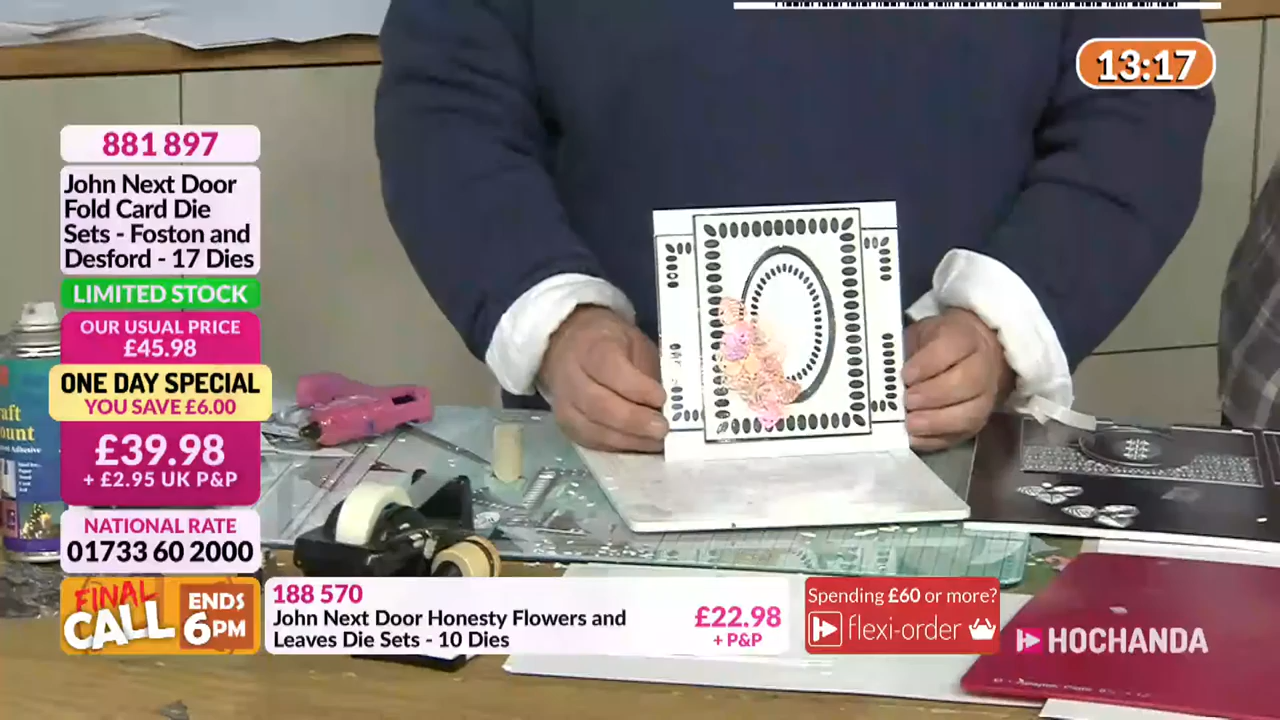 13:17
881 897
John Next Door
Fold Card Die
Sets - Foston and
Desford - 17 Dies
LIMITED STOCK
OUR USUAL PRICE
£45.98
ONE DAY SPECIAL
YOU SAVE £6.00
£39.98
+ £2.95 UK P&P
NATIONAL RATE
01733 60 2000
FINAL
CALL
ENDS
6PM
188 570
John Next Door Honesty Flowers and
Leaves Die Sets - 10 Dies
£22.98
+ P&P
Spending £60 or more?
flexi-order
HOCHANDA